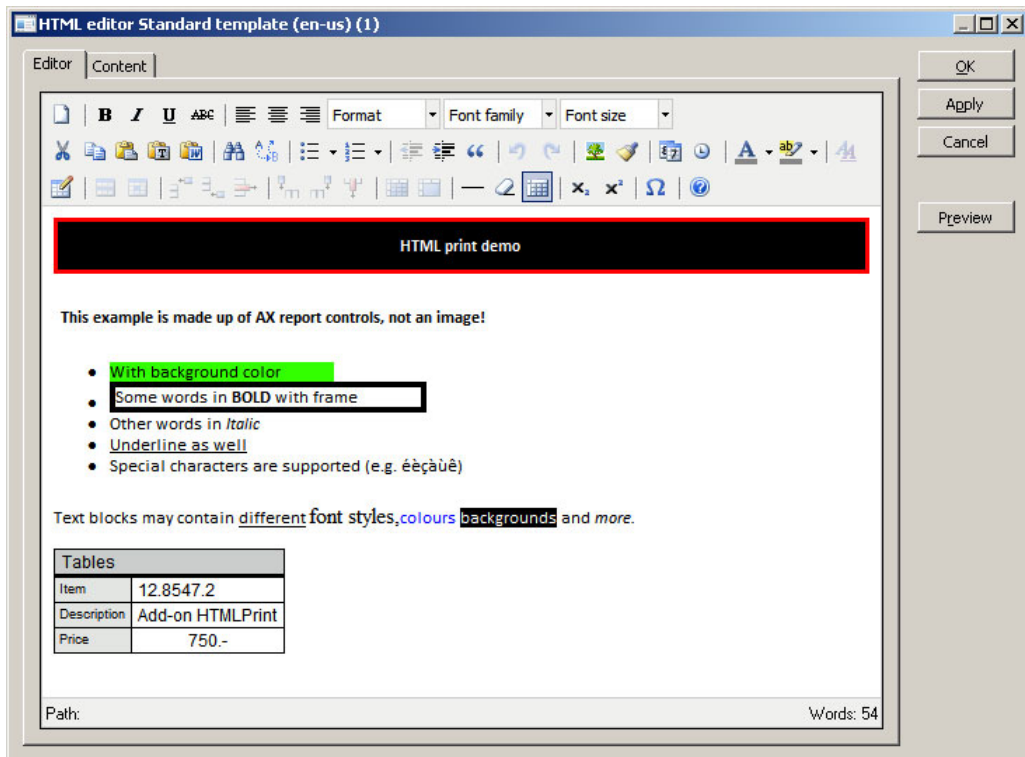 HTML editor Standard template (en-us) (1)
Editor Content
OK
Apply
Cancel
Preview
B I U ABC Format Font family Font size
HTML print demo
This example is made up of AX report controls, not an image!
● With background color
● Some words in BOLD with frame
● Other words in Italic
● Underline as well
● Special characters are supported (e.g. éèçàùê)
Text blocks may contain different font styles,colours backgrounds and more.
Tables
Item 12.8547.2
Description Add-on HTMLPrint
Price 750.-
Path: Words: 54